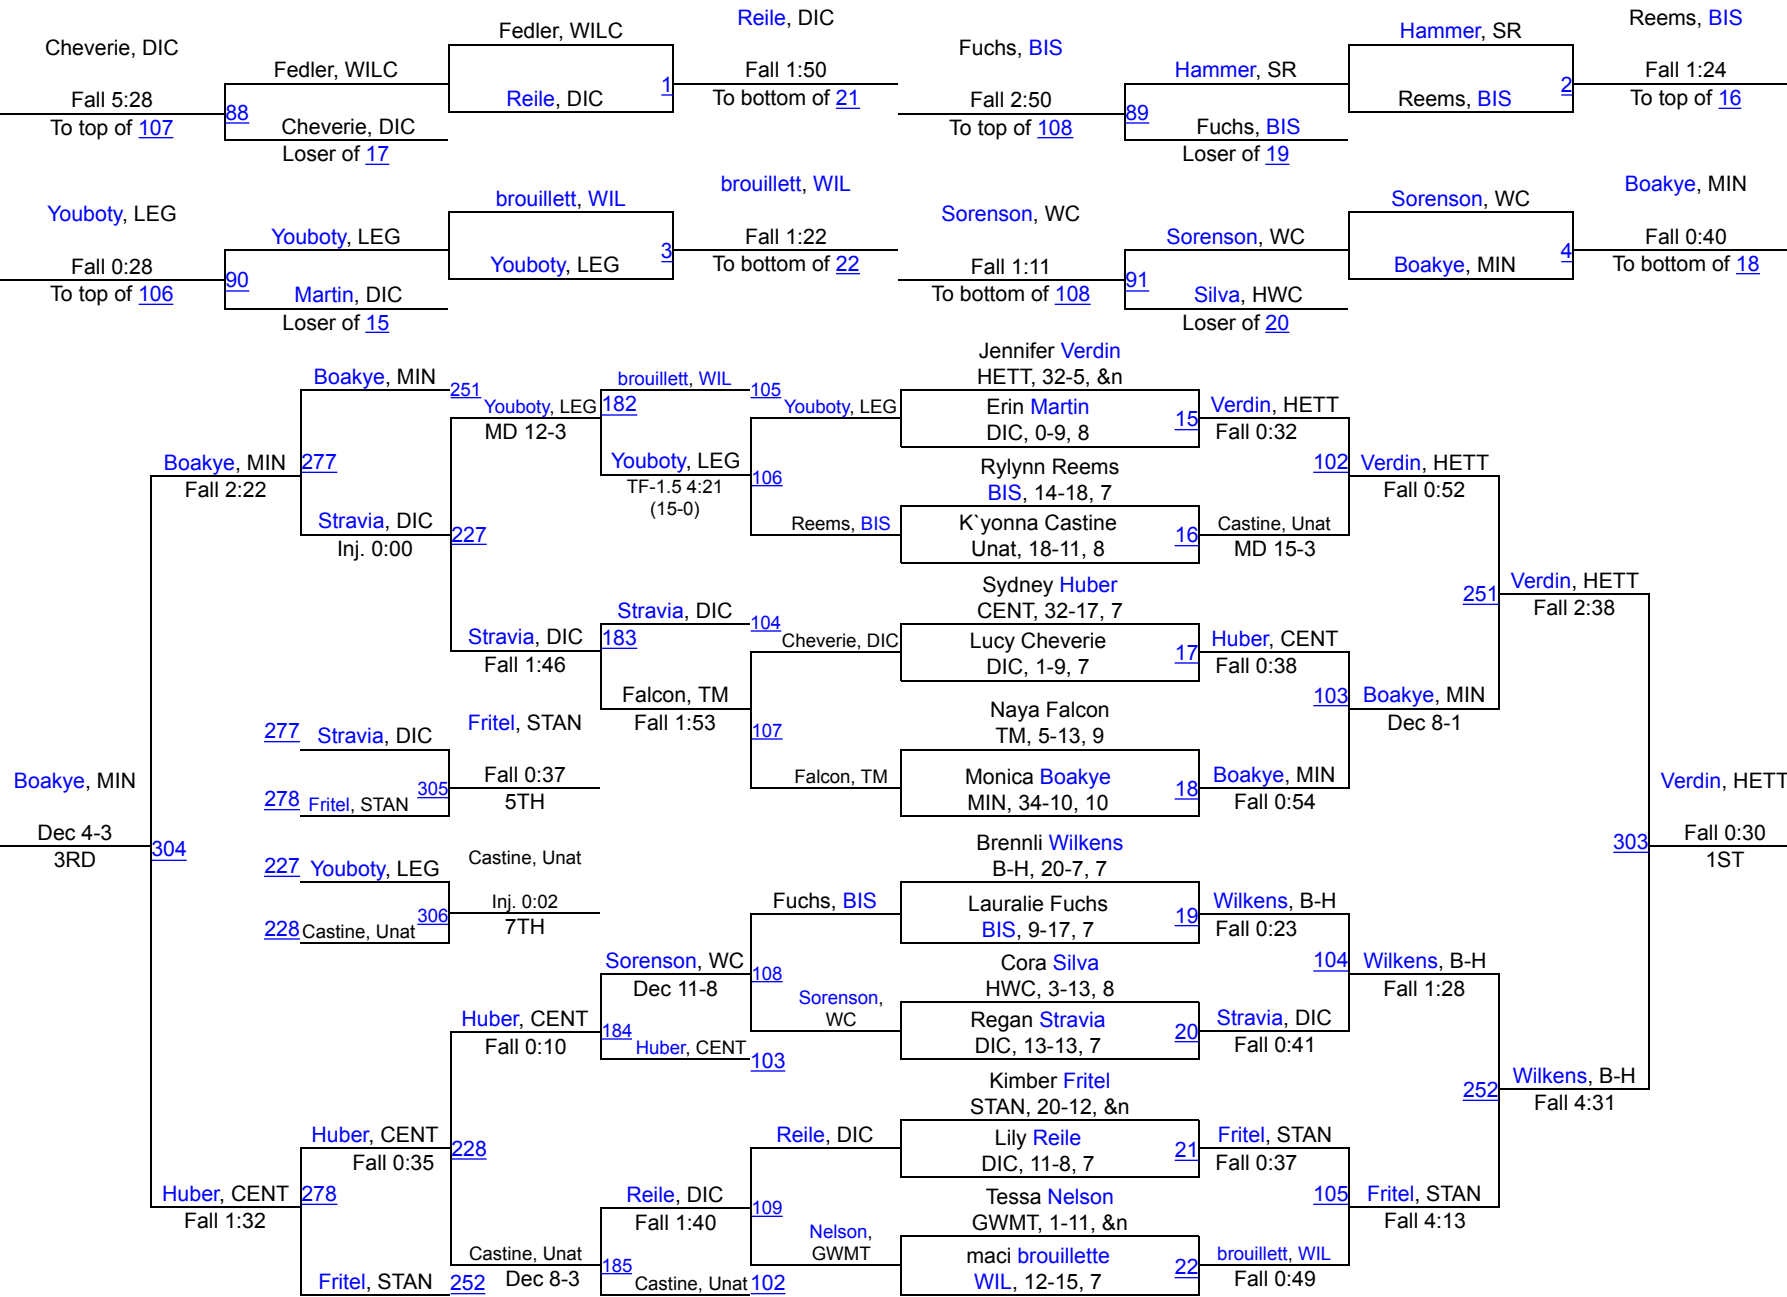 Cheverie, DIC
Fall 5:28
To top of 107
Fedler, WILC
88
Cheverie, DIC
Loser of 17
Fedler, WILC
Reile, DIC
1
Reile, DIC
Fall 1:50
To bottom of 21
Fuchs, BIS
Fall 2:50
To top of 108
Hammer, SR
89
Fuchs, BIS
Loser of 19
Hammer, SR
Reems, BIS
2
Reems, BIS
Fall 1:24
To top of 16
Youboty, LEG
Fall 0:28
To top of 106
Youboty, LEG
90
Martin, DIC
Loser of 15
brouillett, WIL
Youboty, LEG
3
brouillett, WIL
Fall 1:22
To bottom of 22
Sorenson, WC
Fall 1:11
To bottom of 108
Sorenson, WC
91
Silva, HWC
Loser of 20
Sorenson, WC
Boakye, MIN
4
Boakye, MIN
Fall 0:40
To bottom of 18
Boakye, MIN
Dec 4-3
3RD
304
Boakye, MIN
Fall 2:22
277
Boakye, MIN
251
Stravia, DIC
Inj. 0:00
227
Youboty, LEG
MD 12-3
182
brouillett, WIL
105
Youboty, LEG
TF-1.5 4:21
(15-0)
106
Youboty, LEG
Reems, BIS
Stravia, DIC
Fall 1:46
183
Stravia, DIC
104
Falcon, TM
Fall 1:53
107
Cheverie, DIC
Falcon, TM
277
Stravia, DIC
278
Fritel, STAN
305
Fritel, STAN
Fall 0:37
5TH
227
Youboty, LEG
228
Castine, Unat
306
Castine, Unat
Inj. 0:02
7TH
Huber, CENT
Fall 1:32
278
Huber, CENT
Fall 0:35
228
Fritel, STAN
252
Huber, CENT
Fall 0:10
184
Sorenson, WC
Dec 11-8
108
Huber, CENT
103
Fuchs, BIS
Sorenson,
WC
Castine, Unat
Dec 8-3
185
Reile, DIC
Fall 1:40
109
Castine, Unat
102
Reile, DIC
Nelson,
GWMT
Jennifer Verdin
HETT, 32-5, &n
Erin Martin
DIC, 0-9, 8
15
Verdin, HETT
Fall 0:32
Rylynn Reems
BIS, 14-18, 7
K`yonna Castine
Unat, 18-11, 8
16
Castine, Unat
MD 15-3
102
Verdin, HETT
Fall 0:52
Sydney Huber
CENT, 32-17, 7
Lucy Cheverie
DIC, 1-9, 7
17
Huber, CENT
Fall 0:38
Naya Falcon
TM, 5-13, 9
Monica Boakye
MIN, 34-10, 10
18
Boakye, MIN
Fall 0:54
103
Boakye, MIN
Dec 8-1
251
Verdin, HETT
Fall 2:38
Brennli Wilkens
B-H, 20-7, 7
Lauralie Fuchs
BIS, 9-17, 7
19
Wilkens, B-H
Fall 0:23
Cora Silva
HWC, 3-13, 8
Regan Stravia
DIC, 13-13, 7
20
Stravia, DIC
Fall 0:41
104
Wilkens, B-H
Fall 1:28
Kimber Fritel
STAN, 20-12, &n
Lily Reile
DIC, 11-8, 7
21
Fritel, STAN
Fall 0:37
Tessa Nelson
GWMT, 1-11, &n
maci brouillette
WIL, 12-15, 7
22
brouillett, WIL
Fall 0:49
105
Fritel, STAN
Fall 4:13
252
Wilkens, B-H
Fall 4:31
303
Verdin, HETT
Fall 0:30
1ST